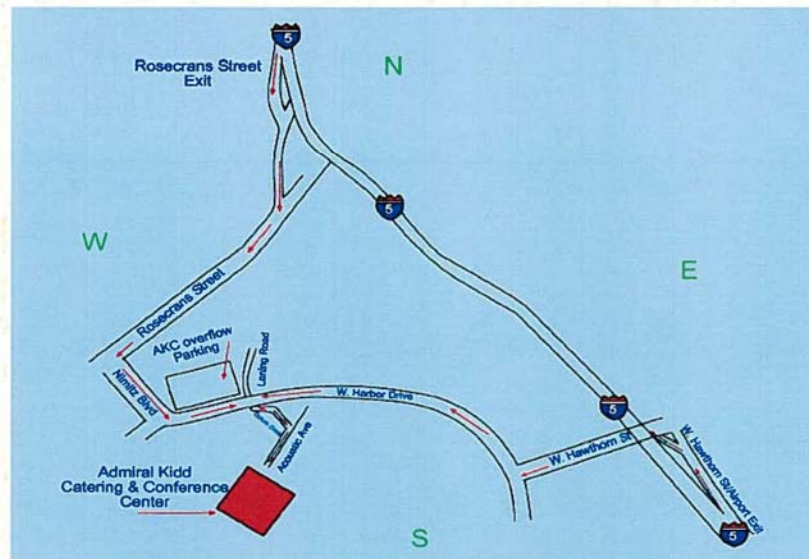 5
Rosecrans Street
Exit
N
5
W
E
Rosecrans Street
AKC overflow
Parking
Laning Road
Nimitz Blvd
W. Harbor Drive
5
W. Hawthorn St
W. Hawthorn St/Airport Exit
Acoustic Ave
Admiral Kidd
Catering & Conference
Center
S
5